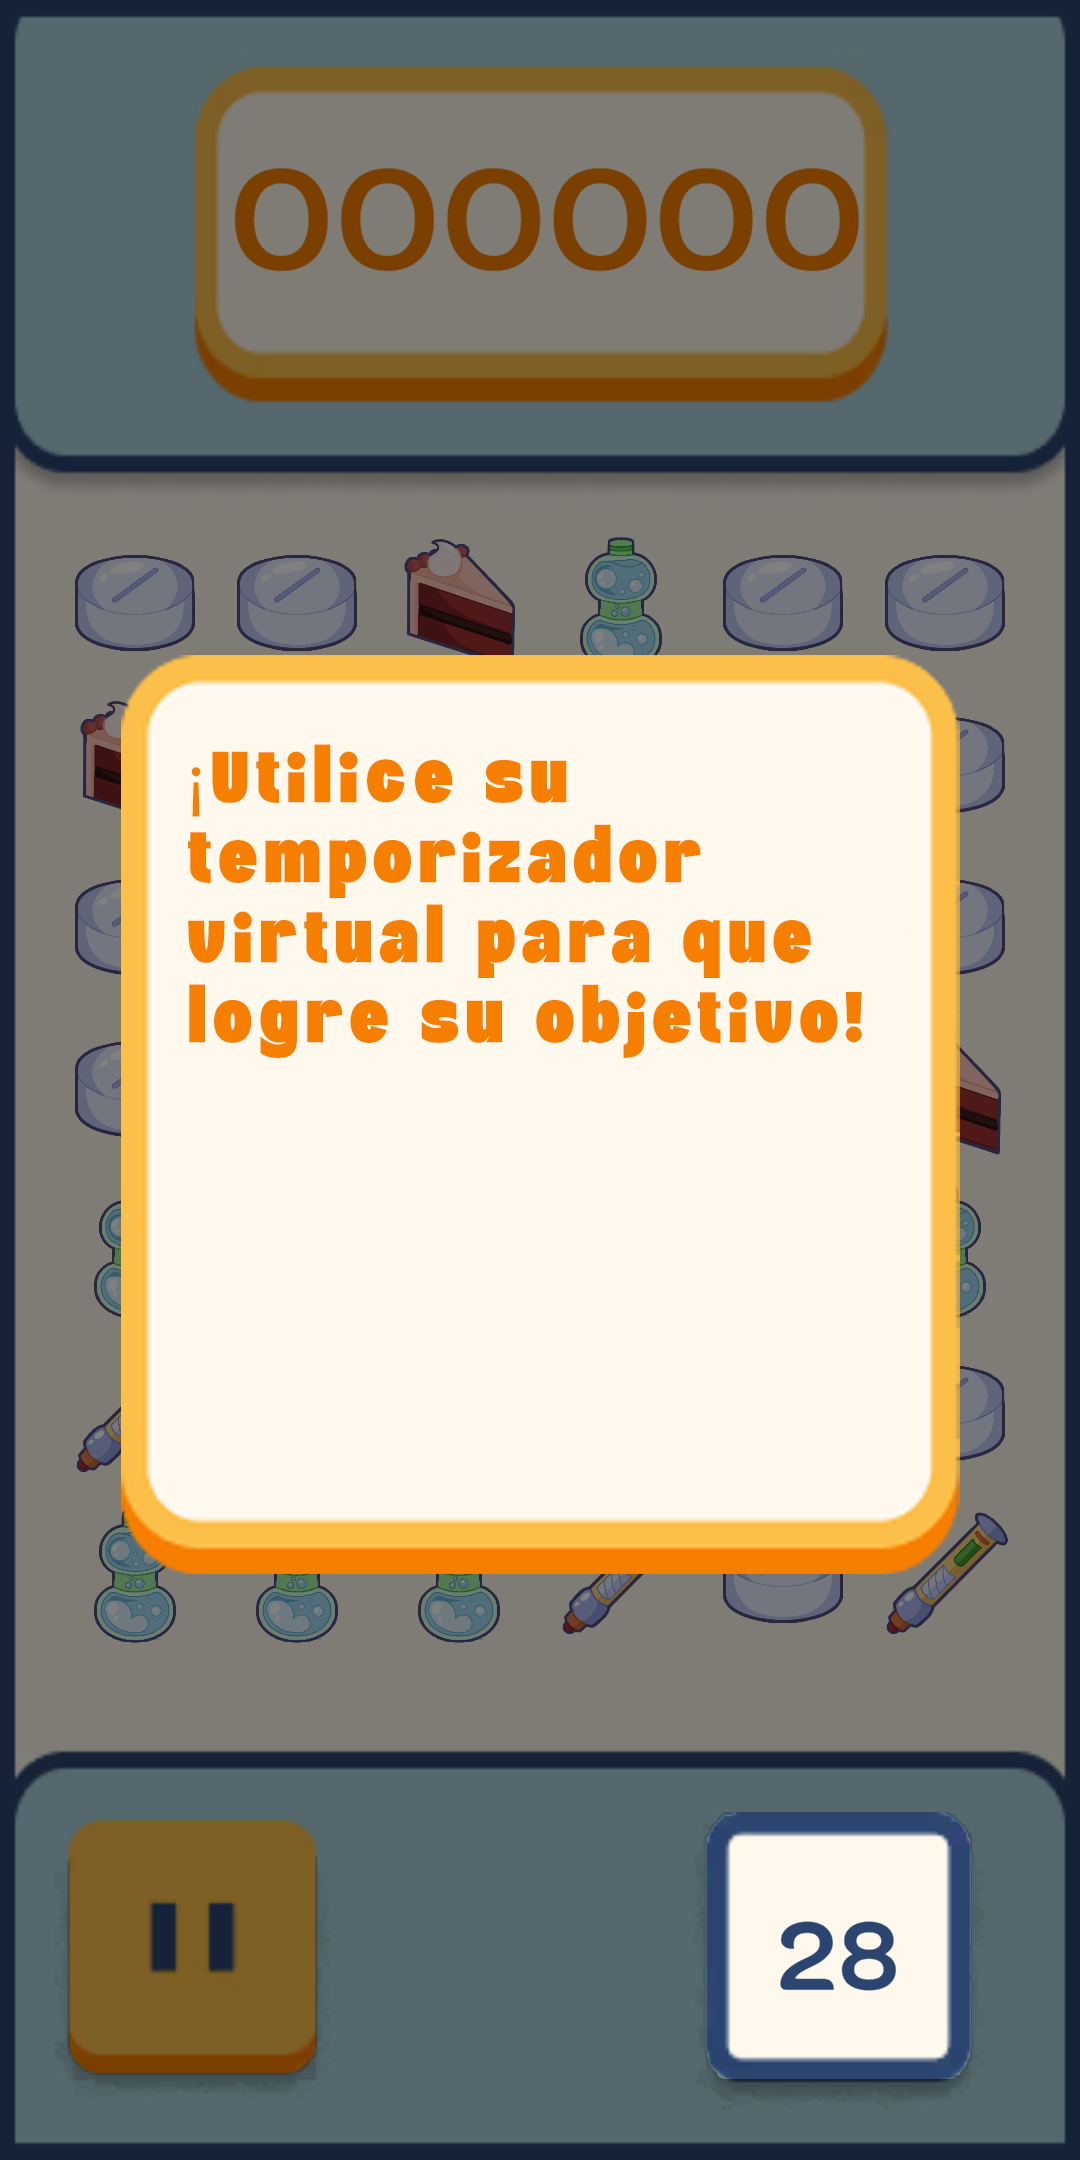 000000
¡Utilice su
temporizador
virtual para que
logre su objetivo!
28